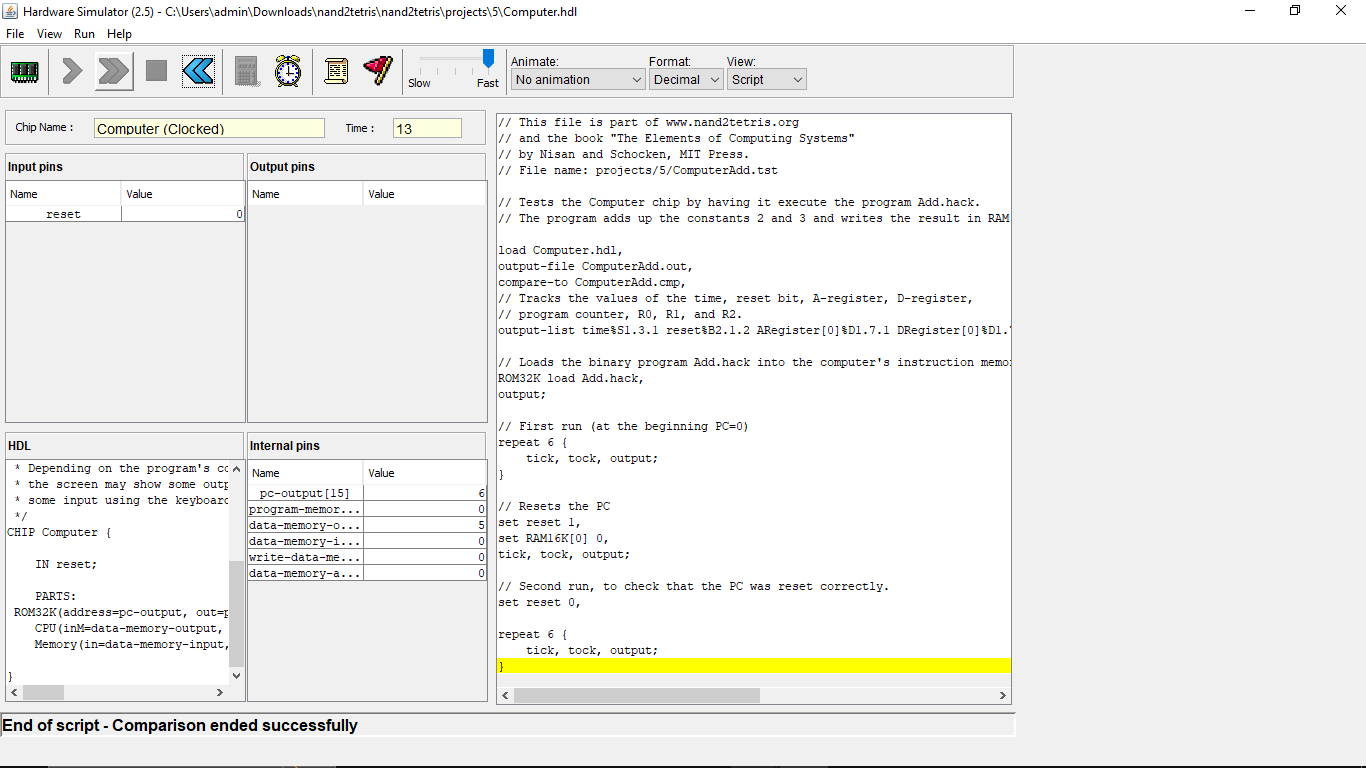 Hardware Simulator (2.5) - C:\Users\admin\Downloads\nand2tetris\nand2tetris\projects\5\Computer.hdl
File View Run Help
Slow Fast
Animate: Format: View:
No animation Decimal Script
Chip Name : Computer (Clocked) Time : 13
Input pins
Name Value
reset 0
Output pins
Name Value
HDL
* Depending on the program's co
* the screen may show some outp
* some input using the keyboard
*/
CHIP Computer {
IN reset;
PARTS:
ROM32K(address=pc-output, out=p
CPU(inM=data-memory-output,
Memory(in=data-memory-input,
}
Internal pins
Name Value
pc-output[15] 6
program-memor... 0
data-memory-o... 5
data-memory-i... 0
write-data-me... 0
data-memory-a... 0
// This file is part of www.nand2tetris.org
// and the book "The Elements of Computing Systems"
// by Nisan and Schocken, MIT Press.
// File name: projects/5/ComputerAdd.tst
// Tests the Computer chip by having it execute the program Add.hack.
// The program adds up the constants 2 and 3 and writes the result in RAM
load Computer.hdl,
output-file ComputerAdd.out,
compare-to ComputerAdd.cmp,
// Tracks the values of the time, reset bit, A-register, D-register,
// program counter, R0, R1, and R2.
output-list time%S1.3.1 reset%B2.1.2 ARegister[0]%D1.7.1 DRegister[0]%D1.
// Loads the binary program Add.hack into the computer's instruction memo
ROM32K load Add.hack,
output;
// First run (at the beginning PC=0)
repeat 6 {
tick, tock, output;
}
// Resets the PC
set reset 1,
set RAM16K[0] 0,
tick, tock, output;
// Second run, to check that the PC was reset correctly.
set reset 0,
repeat 6 {
tick, tock, output;
}
End of script - Comparison ended successfully